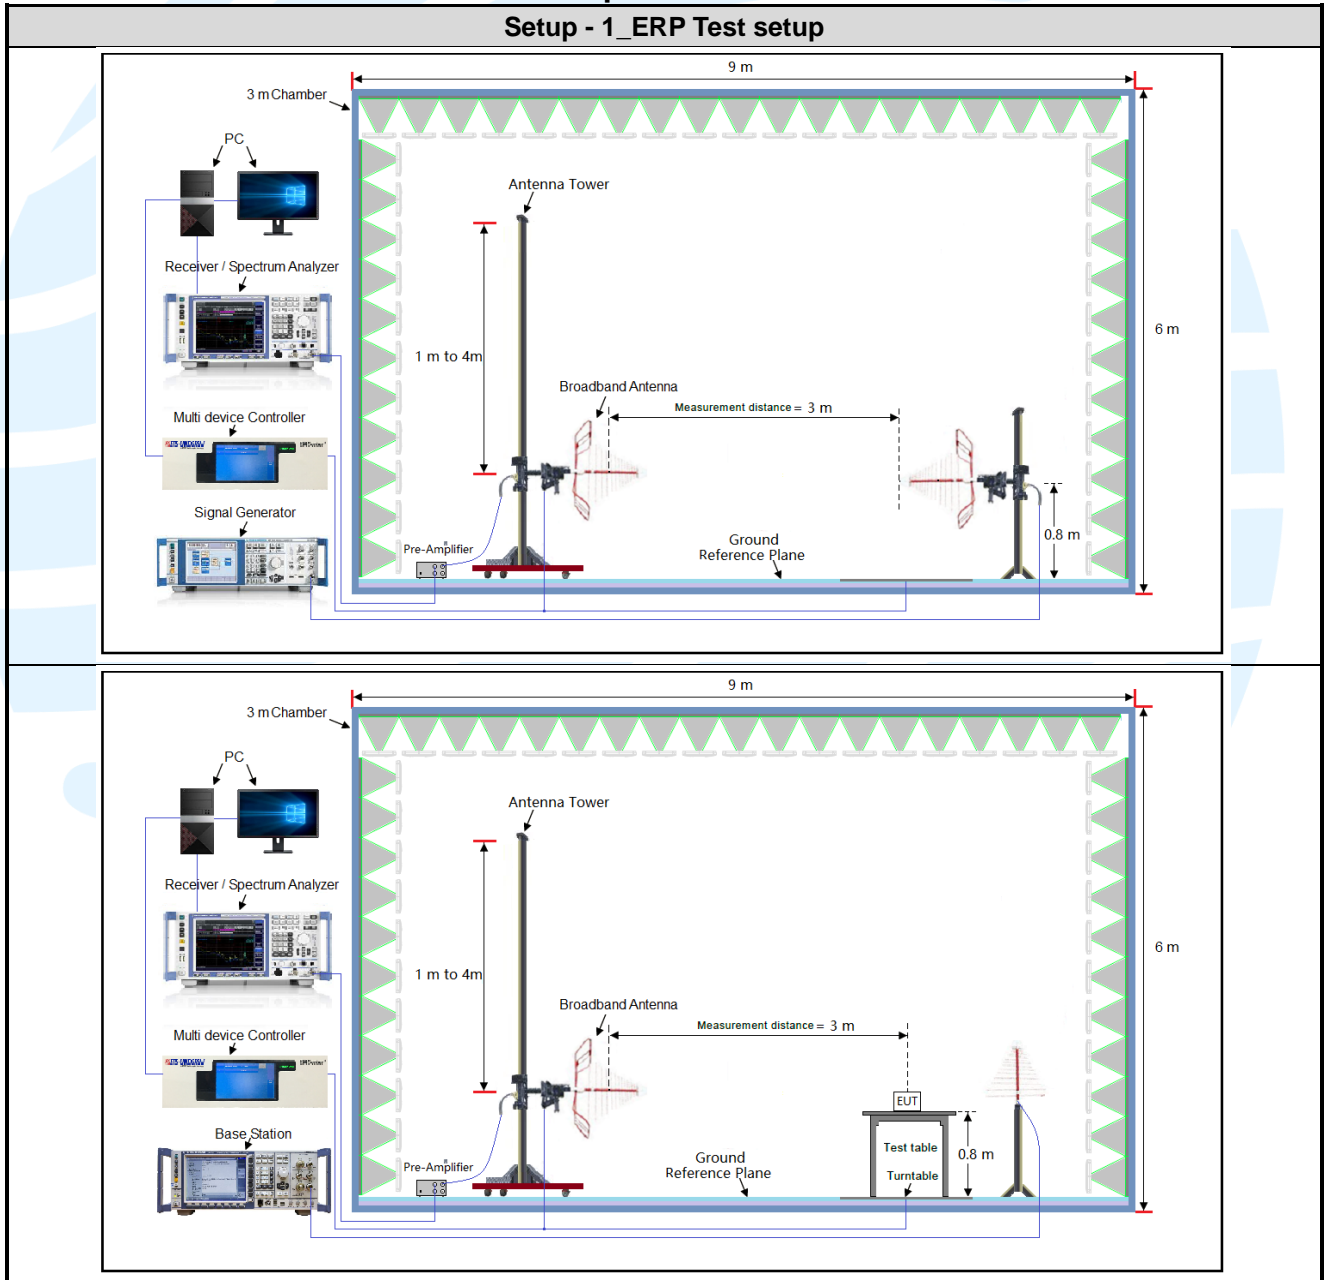 Setup - 1_ERP Test setup
9 m
3 m Chamber
PC
Antenna Tower
Receiver / Spectrum Analyzer
6 m
1 m to 4m
Broadband Antenna
Measurement distance = 3 m
Multi device Controller
Signal Generator
Pre-Amplifier
Ground
Reference Plane
0.8 m
9 m
3 m Chamber
PC
Antenna Tower
Receiver / Spectrum Analyzer
6 m
1 m to 4m
Broadband Antenna
Measurement distance = 3 m
Multi device Controller
EUT
Base Station
Test table
0.8 m
Pre-Amplifier
Ground
Reference Plane
Turntable